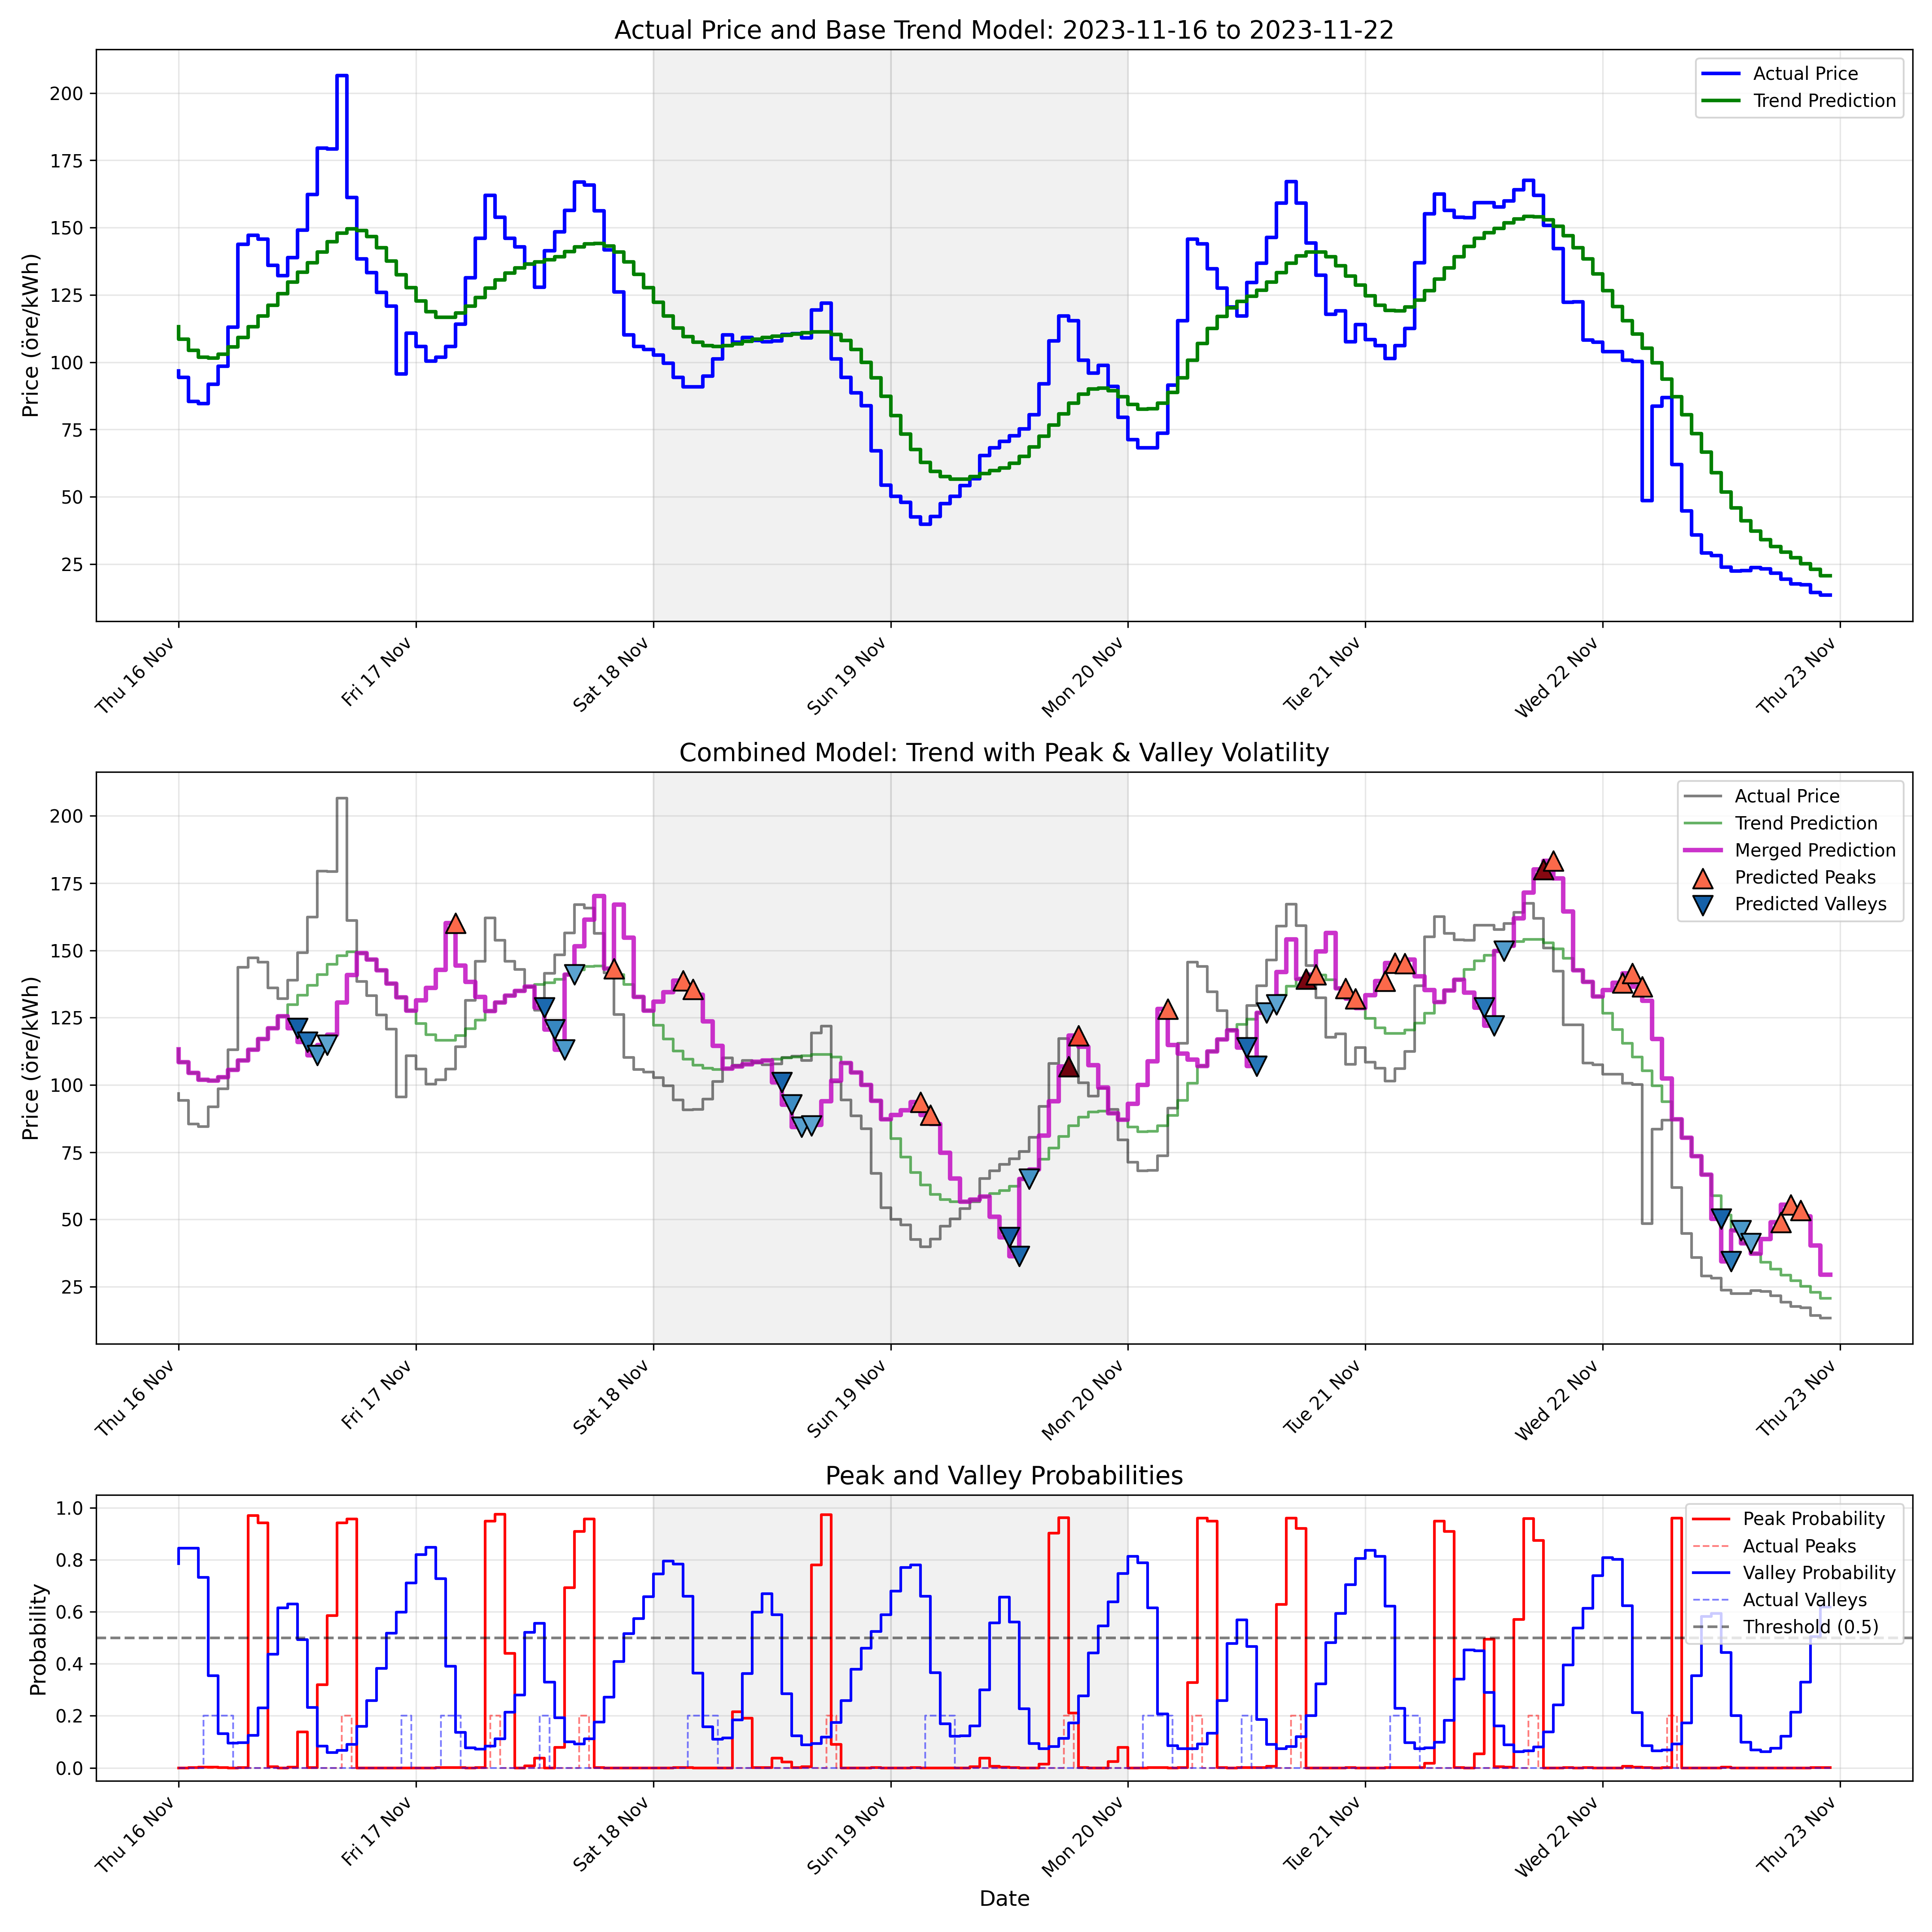 Actual Price and Base Trend Model: 2023-11-16 to 2023-11-22
Price (öre/kWh)
200
175
150
125
100
75
50
25
Actual Price
Trend Prediction
Thu 16 Nov
Fri 17 Nov
Sat 18 Nov
Sun 19 Nov
Mon 20 Nov
Tue 21 Nov
Wed 22 Nov
Thu 23 Nov
Combined Model: Trend with Peak & Valley Volatility
Price (öre/kWh)
200
175
150
125
100
75
50
25
Actual Price
Trend Prediction
Merged Prediction
Predicted Peaks
Predicted Valleys
Thu 16 Nov
Fri 17 Nov
Sat 18 Nov
Sun 19 Nov
Mon 20 Nov
Tue 21 Nov
Wed 22 Nov
Thu 23 Nov
Peak and Valley Probabilities
Probability
1.0
0.8
0.6
0.4
0.2
0.0
Peak Probability
Actual Peaks
Valley Probability
Actual Valleys
Threshold (0.5)
Thu 16 Nov
Fri 17 Nov
Sat 18 Nov
Sun 19 Nov
Mon 20 Nov
Tue 21 Nov
Wed 22 Nov
Thu 23 Nov
Date